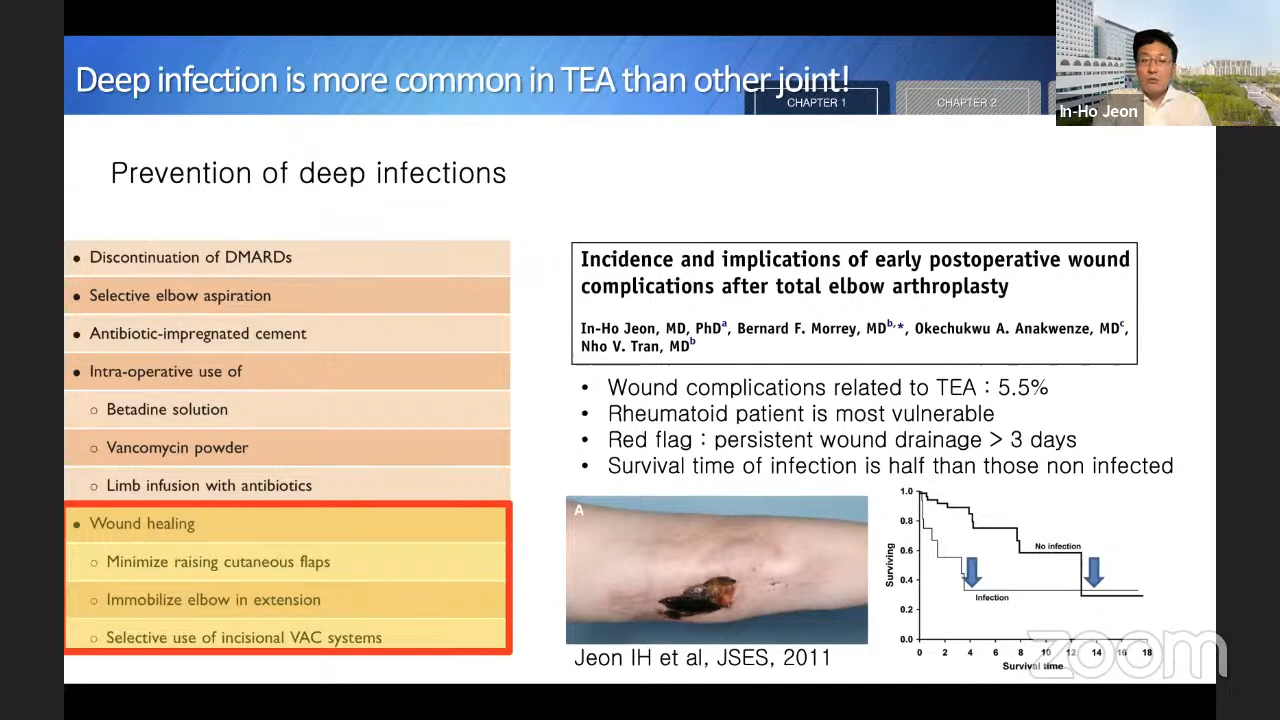 Deep infection is more common in TEA than other joint!
CHAPTER 1
CHAPTER 2
In-Ho Jeon
Prevention of deep infections
• Discontinuation of DMARDs
• Selective elbow aspiration
• Antibiotic-impregnated cement
• Intra-operative use of
○ Betadine solution
○ Vancomycin powder
○ Limb infusion with antibiotics
• Wound healing
○ Minimize raising cutaneous flaps
○ Immobilize elbow in extension
○ Selective use of incisional VAC systems
Incidence and implications of early postoperative wound
complications after total elbow arthroplasty
In-Ho Jeon, MD, PhDa, Bernard F. Morrey, MDb,*, Okechukwu A. Anakwenze, MDc,
Nho V. Tran, MDb
• Wound complications related to TEA : 5.5%
• Rheumatoid patient is most vulnerable
• Red flag : persistent wound drainage > 3 days
• Survival time of infection is half than those non infected
A
Jeon IH et al, JSES, 2011
Surviving
1.0
0.8
0.6
0.4
0.2
0.0
No infection
Infection
0 2 4 6 8 10 12 14 16 18
Survival time
zoom